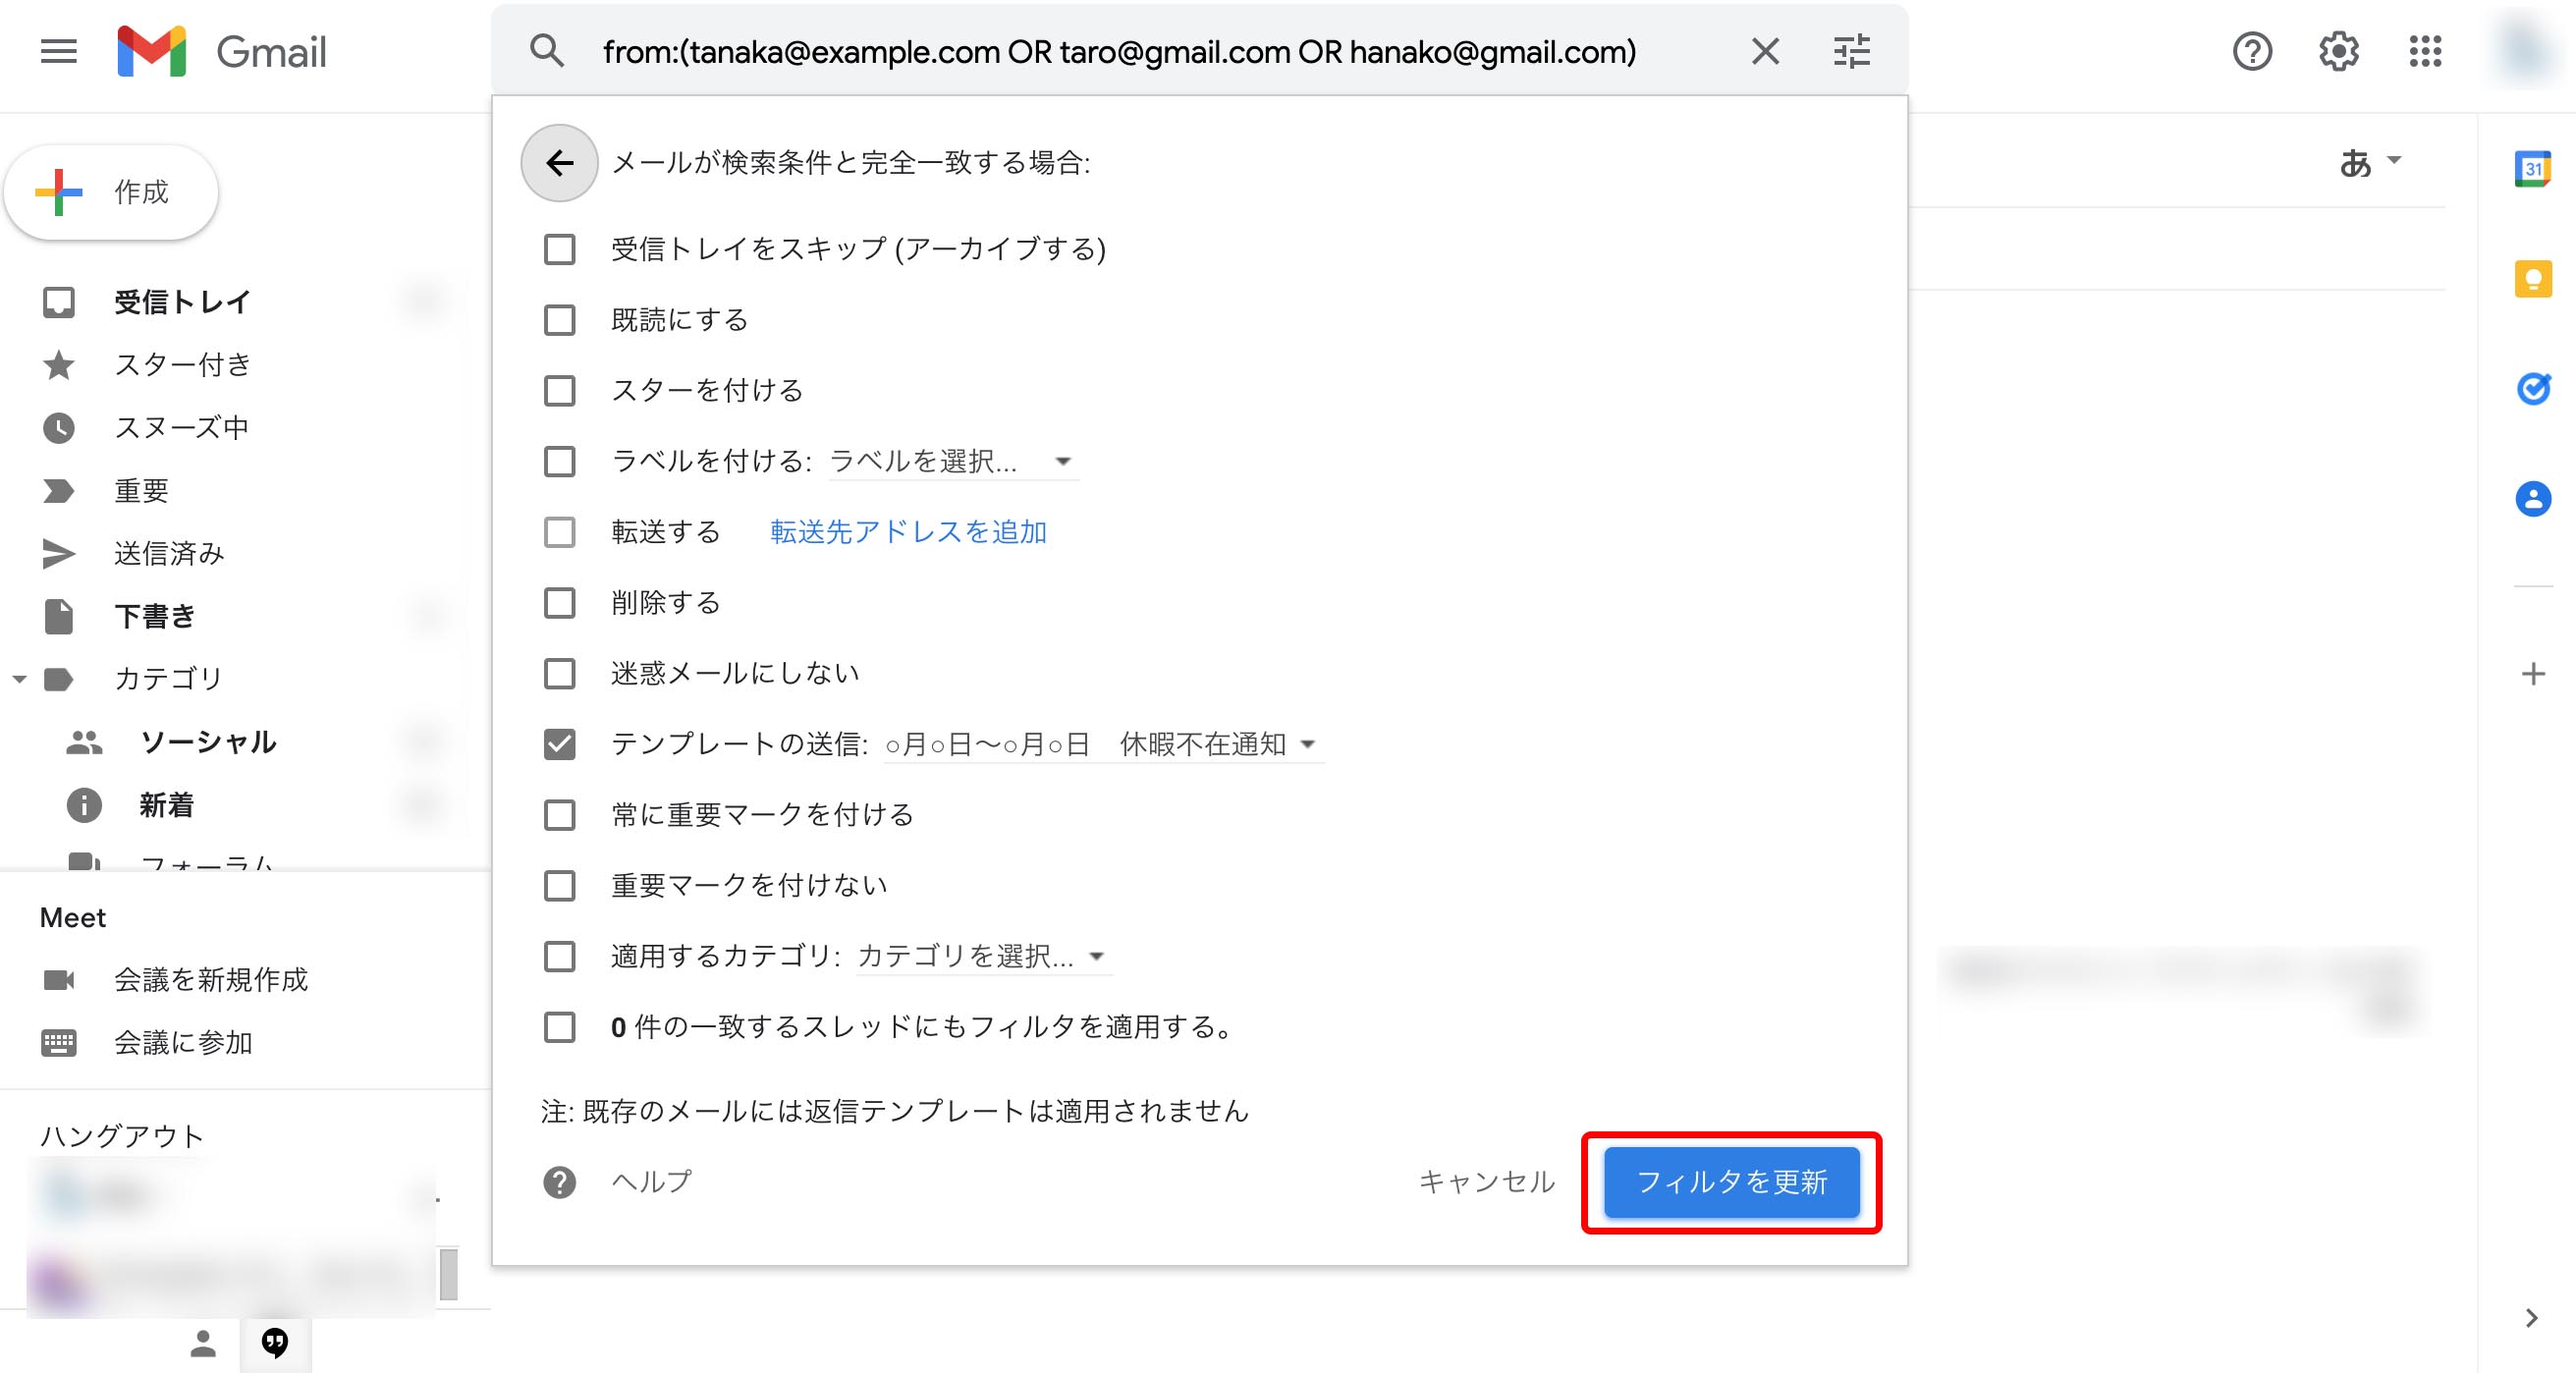 Gmail
from:(tanaka@example.com OR taro@gmail.com OR hanako@gmail.com)
作成
受信トレイ
スター付き
スヌーズ中
重要
送信済み
下書き
カテゴリ
ソーシャル
新着
フォーラム
Meet
会議を新規作成
会議に参加
ハングアウト
メールが検索条件と完全一致する場合:
受信トレイをスキップ (アーカイブする)
既読にする
スターを付ける
ラベルを付ける: ラベルを選択...
転送する 転送先アドレスを追加
削除する
迷惑メールにしない
テンプレートの送信: ○月○日〜○月○日 休暇不在通知
常に重要マークを付ける
重要マークを付けない
適用するカテゴリ: カテゴリを選択...
0 件の一致するスレッドにもフィルタを適用する。
注: 既存のメールには返信テンプレートは適用されません
ヘルプ
キャンセル
フィルタを更新
あ
31